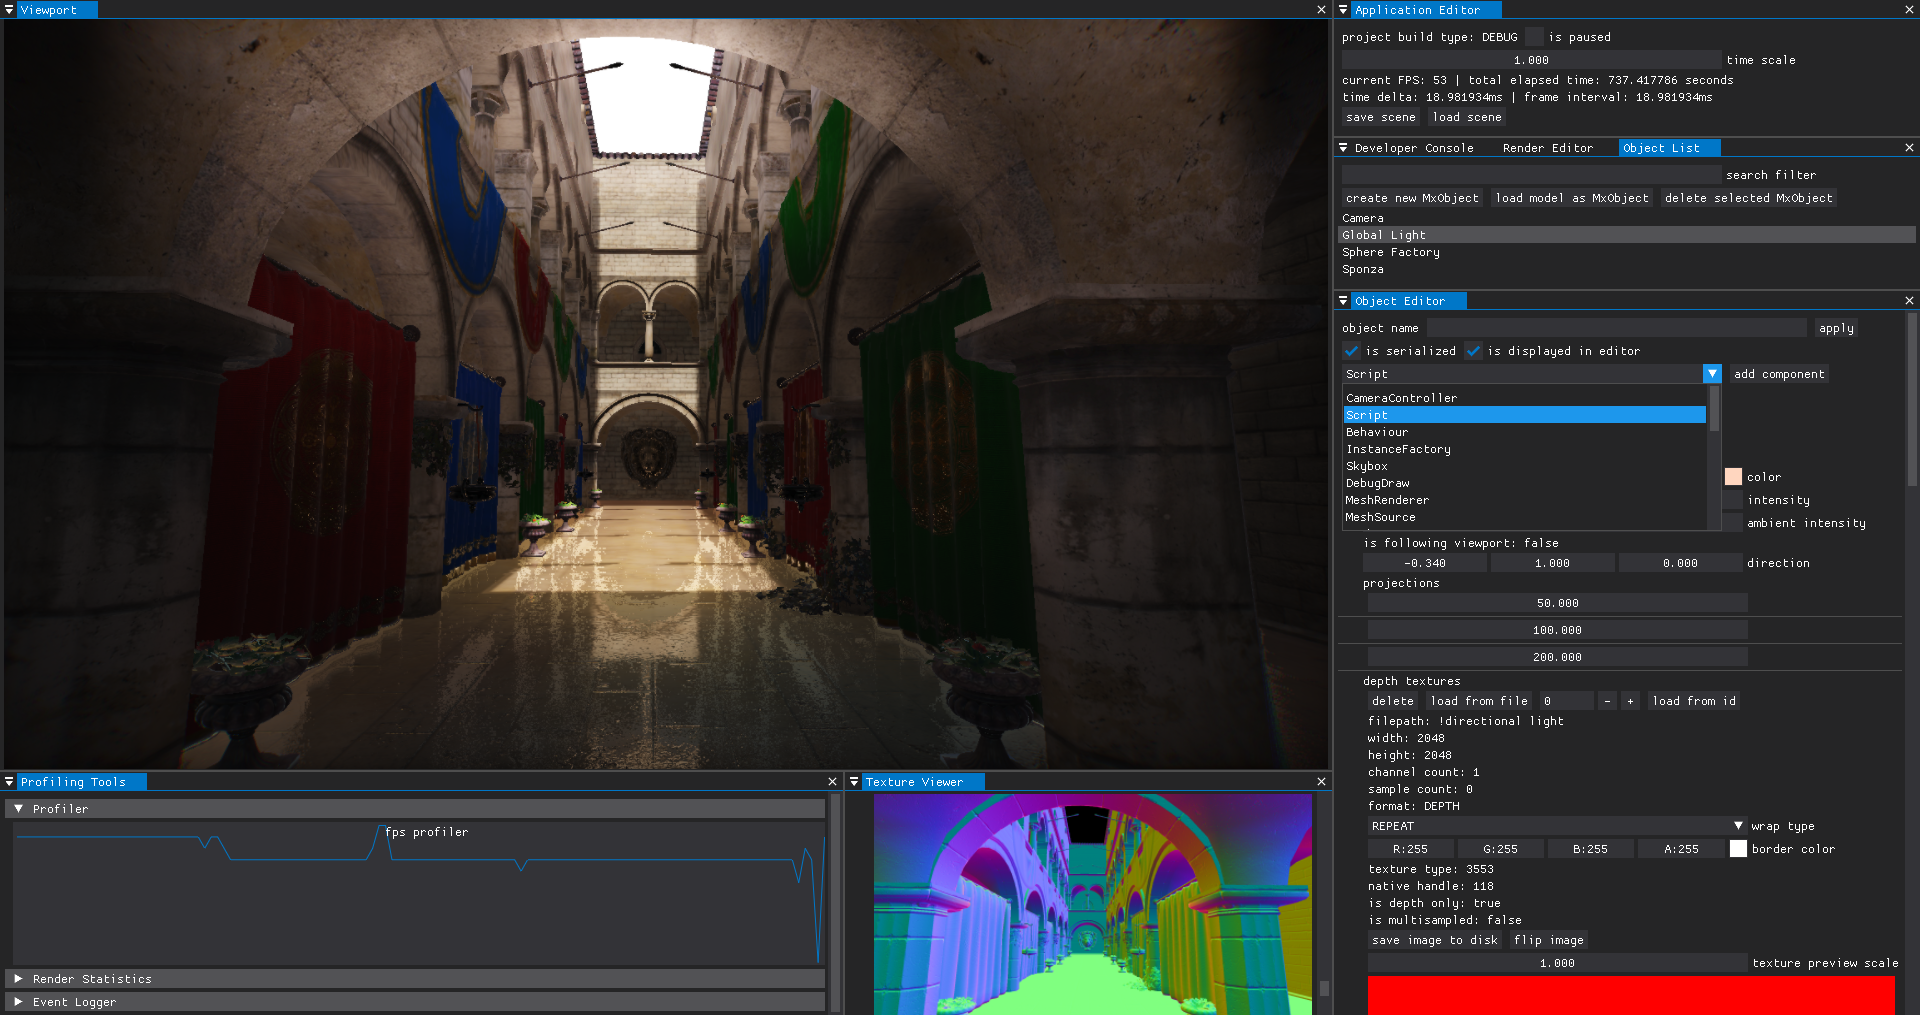 Viewport
Application Editor
project build type: DEBUG is paused
1.000 time scale
current FPS: 53 | total elapsed time: 737.417786 seconds
time delta: 18.981934ms | frame interval: 18.981934ms
save scene load scene
Developer Console Render Editor Object List
search filter
create new MxObject load model as MxObject delete selected MxObject
Camera
Global Light
Sphere Factory
Sponza
Object Editor
object name apply
is serialized is displayed in editor
Script add component
CameraController
Script
Behaviour
InstanceFactory
Skybox
DebugDraw
MeshRenderer
MeshSource
color
intensity
ambient intensity
is following viewport: false
-0.340 1.000 0.000 direction
projections
50.000
100.000
200.000
depth textures
delete load from file 0 - + load from id
filepath: !directional light
width: 2048
height: 2048
channel count: 1
sample count: 0
format: DEPTH
REPEAT wrap type
R:255 G:255 B:255 A:255 border color
texture type: 3553
native handle: 118
is depth only: true
is multisampled: false
save image to disk flip image
1.000 texture preview scale
Profiling Tools
Profiler
fps profiler
Render Statistics
Event Logger
Texture Viewer